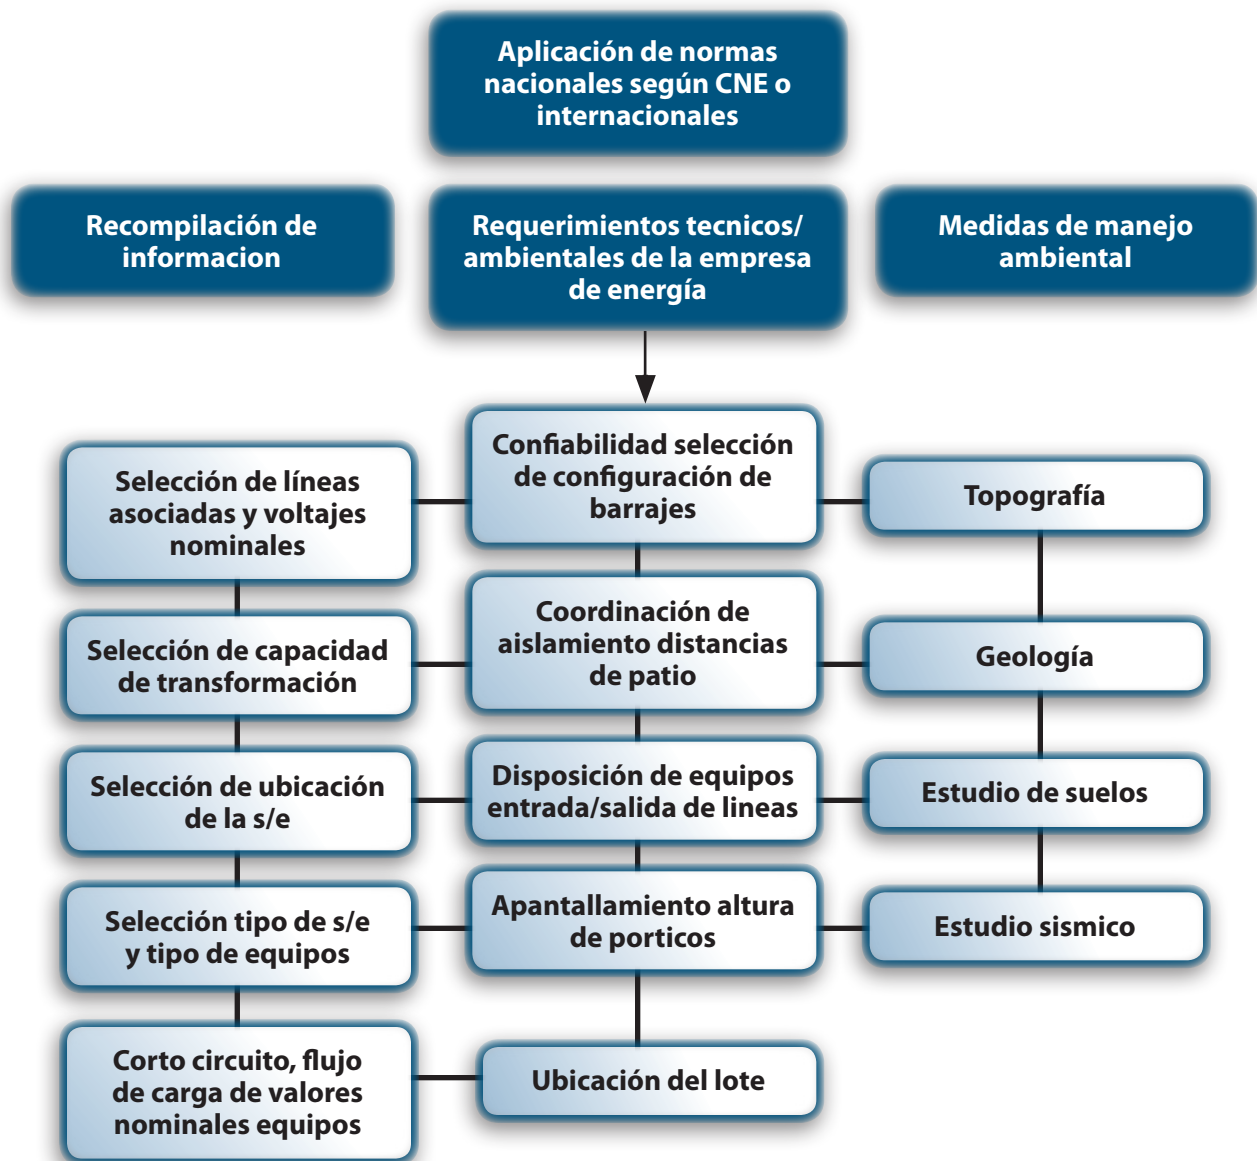 Aplicación de normas
nacionales según CNE o
internacionales
Recompilación de
informacion
Requerimientos tecnicos/
ambientales de la empresa
de energía
Medidas de manejo
ambiental
Selección de líneas
asociadas y voltajes
nominales
Confiabilidad selección
de configuración de
barrajes
Topografía
Selección de capacidad
de transformación
Coordinación de
aislamiento distancias
de patio
Geología
Selección de ubicación
de la s/e
Disposición de equipos
entrada/salida de lineas
Estudio de suelos
Selección tipo de s/e
y tipo de equipos
Apantallamiento altura
de porticos
Estudio sismico
Corto circuito, flujo
de carga de valores
nominales equipos
Ubicación del lote